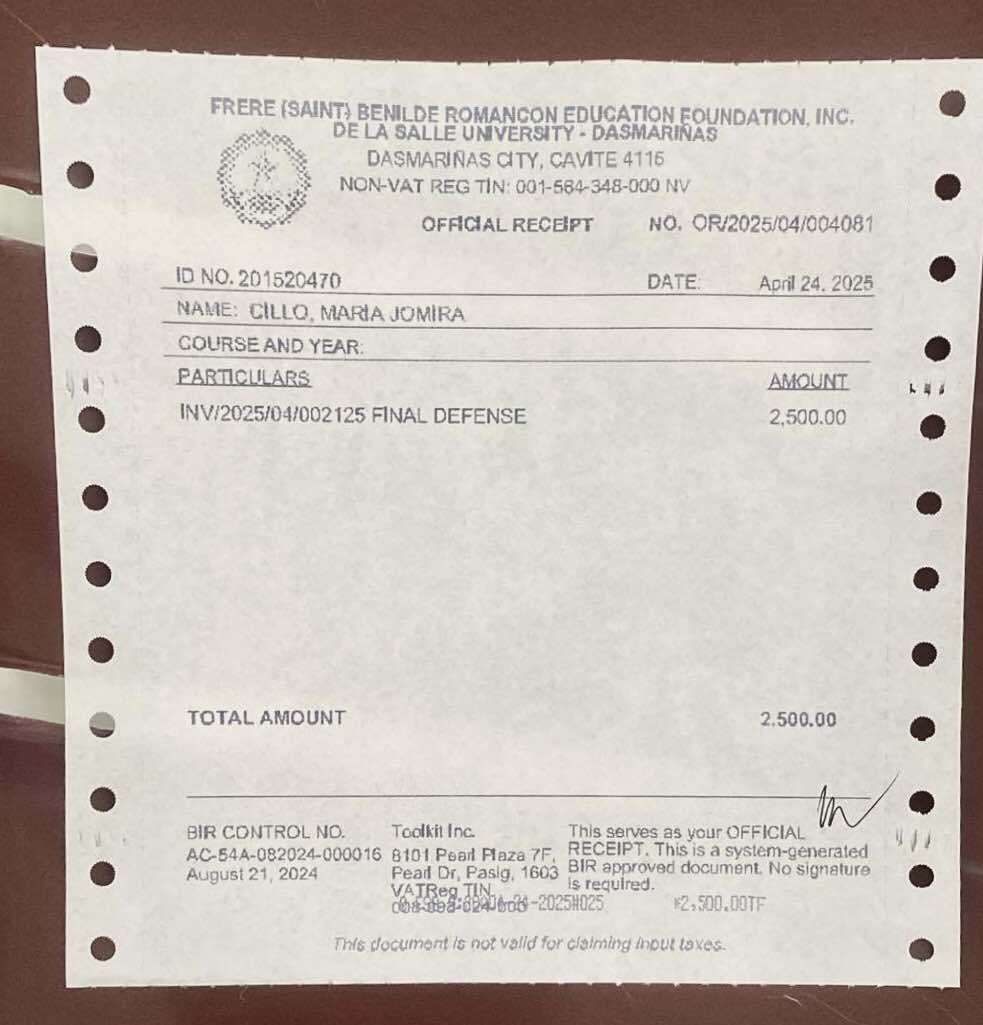 FRERE (SAINT) BENILDE ROMANCON EDUCATION FOUNDATION, INC.
DE LA SALLE UNIVERSITY - DASMARIÑAS
DASMARIÑAS CITY, CAVITE 4115
NON-VAT REG TIN: 001-564-348-000 NV
OFFICIAL RECEIPT NO. OR/2025/04/004081
ID NO. 201520470 DATE: April 24, 2025
NAME: CILLO, MARIA JOMIRA
COURSE AND YEAR:
PARTICULARS AMOUNT
INV/2025/04/002125 FINAL DEFENSE 2,500.00
TOTAL AMOUNT 2,500.00
BIR CONTROL NO.
AC-54A-082024-000016
August 21, 2024
Toolkit Inc.
8101 Pearl Plaza 7F,
Pearl Dr, Pasig, 1603
VATReg TIN
This serves as your OFFICIAL
RECEIPT. This is a system-generated
BIR approved document. No signature
is required.
-2025#025 *2,500.00TF
This document is not valid for claiming input taxes.